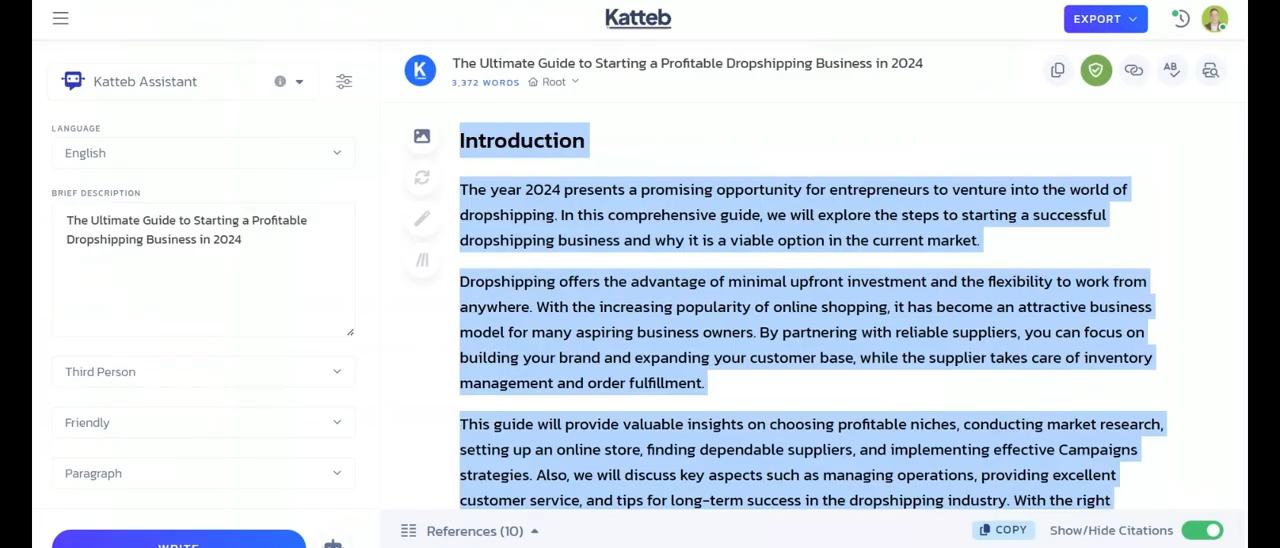 Katteb
EXPORT
Katteb Assistant
LANGUAGE
English
BRIEF DESCRIPTION
The Ultimate Guide to Starting a Profitable
Dropshipping Business in 2024
Third Person
Friendly
Paragraph
WRITE
K
The Ultimate Guide to Starting a Profitable Dropshipping Business in 2024
3,372 WORDS Root
AB
Introduction
The year 2024 presents a promising opportunity for entrepreneurs to venture into the world of
dropshipping. In this comprehensive guide, we will explore the steps to starting a successful
dropshipping business and why it is a viable option in the current market.
Dropshipping offers the advantage of minimal upfront investment and the flexibility to work from
anywhere. With the increasing popularity of online shopping, it has become an attractive business
model for many aspiring business owners. By partnering with reliable suppliers, you can focus on
building your brand and expanding your customer base, while the supplier takes care of inventory
management and order fulfillment.
This guide will provide valuable insights on choosing profitable niches, conducting market research,
setting up an online store, finding dependable suppliers, and implementing effective Campaigns
strategies. Also, we will discuss key aspects such as managing operations, providing excellent
customer service, and tips for long-term success in the dropshipping industry. With the right
References (10)
COPY
Show/Hide Citations